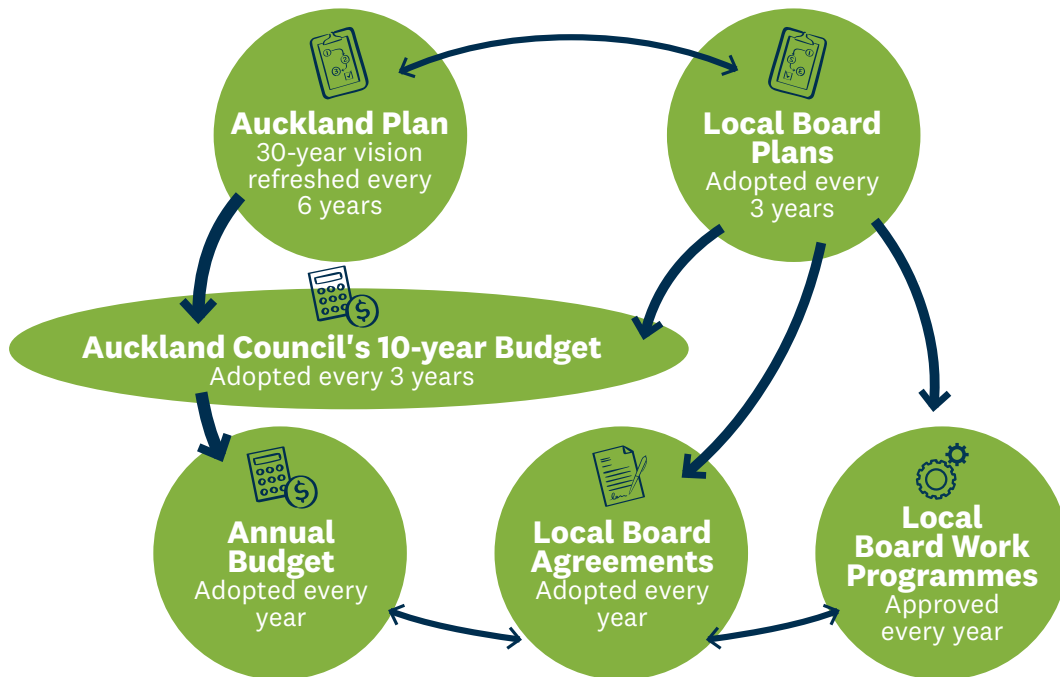 Auckland Plan
30-year vision
refreshed every
6 years
Local Board
Plans
Adopted every
3 years
Auckland Council's 10-year Budget
Adopted every 3 years
Annual
Budget
Adopted every
year
Local Board
Agreements
Adopted every
year
Local
Board Work
Programmes
Approved
every year